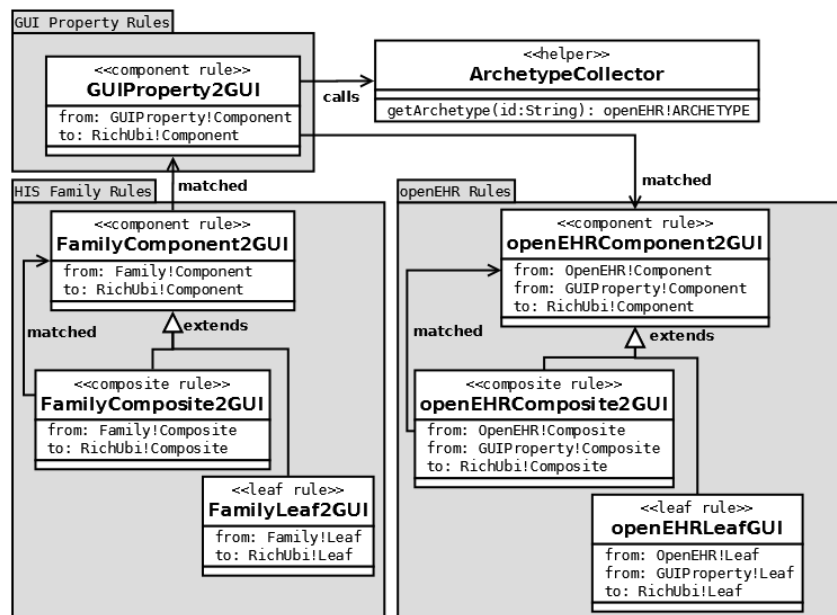 GUI Property Rules
<<component rule>>
GUIProperty2GUI
from: GUIProperty!Component
to: RichUbi!Component
calls
<<helper>>
ArchetypeCollector
getArchetype(id:String): openEHR!ARCHETYPE
matched
matched
HIS Family Rules
<<component rule>>
FamilyComponent2GUI
from: Family!Component
to: RichUbi!Component
matched
extends
<<composite rule>>
FamilyComposite2GUI
from: Family!Composite
to: RichUbi!Composite
<<leaf rule>>
FamilyLeaf2GUI
from: Family!Leaf
to: RichUbi!Leaf
openEHR Rules
<<component rule>>
openEHRComponent2GUI
from: OpenEHR!Component
from: GUIProperty!Component
to: RichUbi!Component
matched
extends
<<composite rule>>
openEHRComposite2GUI
from: OpenEHR!Composite
from: GUIProperty!Composite
to: RichUbi!Composite
<<leaf rule>>
openEHRLeafGUI
from: OpenEHR!Leaf
from: GUIProperty!Leaf
to: RichUbi!Leaf